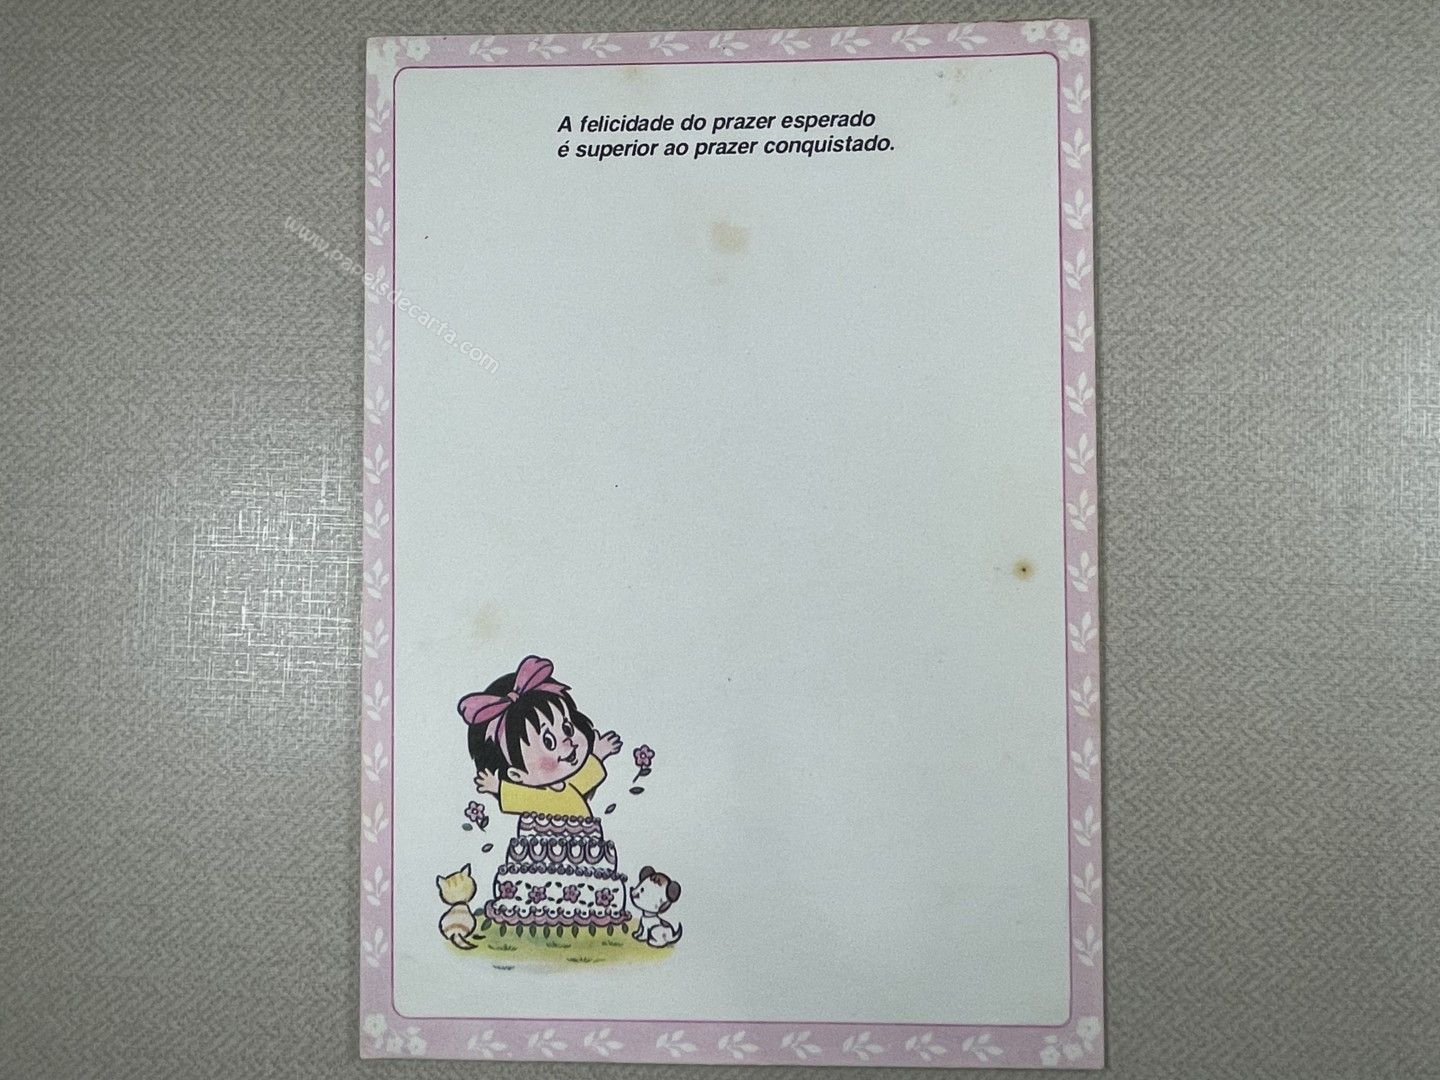 A felicidade do prazer esperado
é superior ao prazer conquistado.
www.papeisdecarta.com